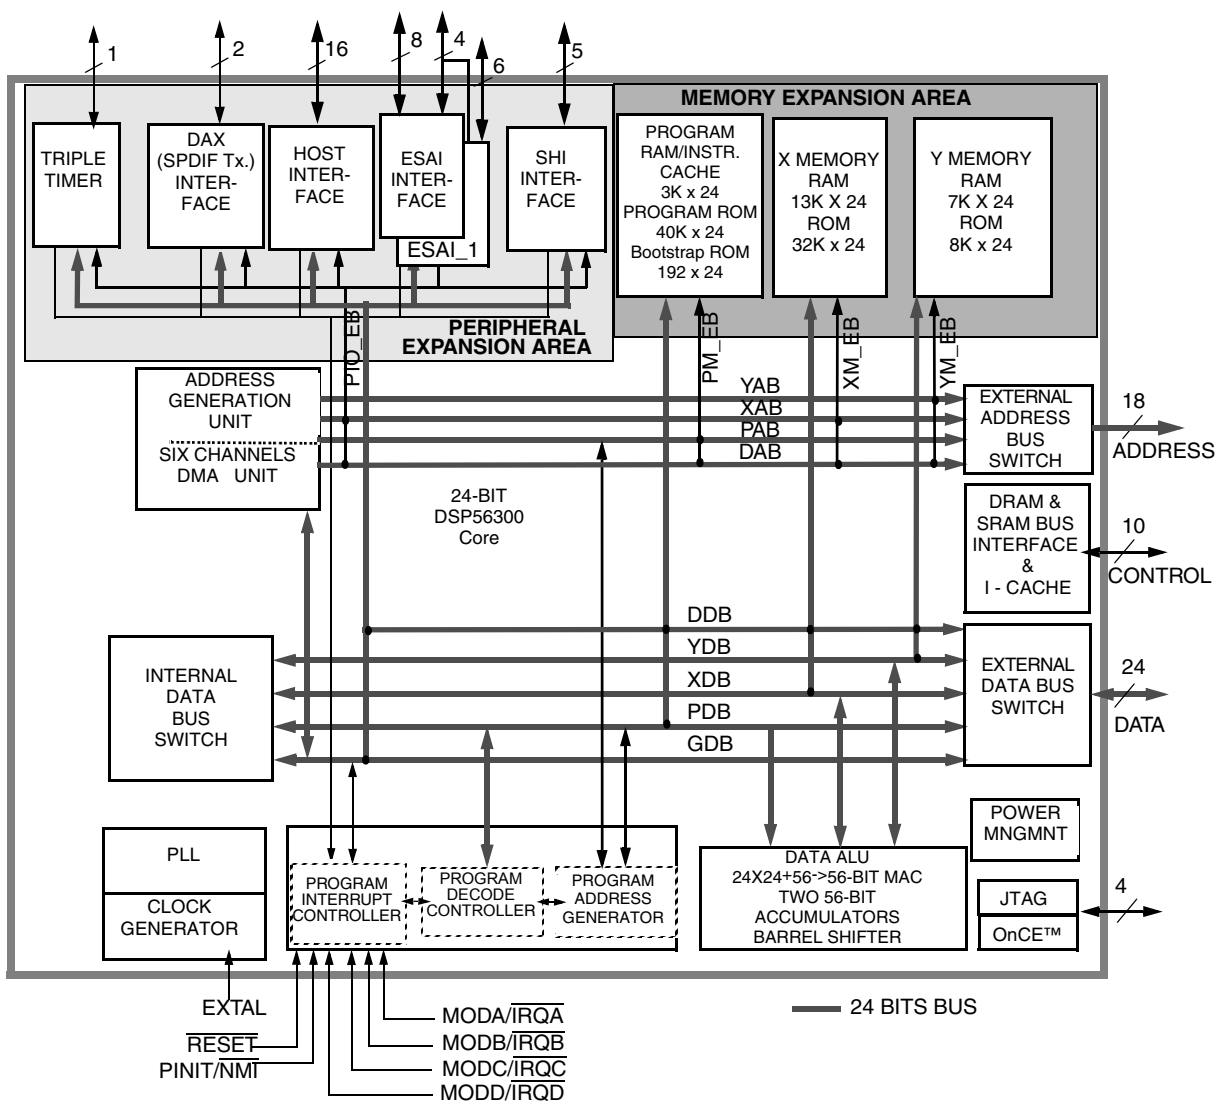 1
2
16
8
4
6
5
MEMORY EXPANSION AREA
TRIPLE
TIMER
DAX
(SPDIF Tx.)
INTER-
FACE
HOST
INTER-
FACE
ESAI
INTER-
FACE
ESAI_1
SHI
INTER-
FACE
PROGRAM
RAM/INSTR.
CACHE
3K x 24
PROGRAM ROM
40K x 24
Bootstrap ROM
192 x 24
X MEMORY
RAM
13K X 24
ROM
32K x 24
Y MEMORY
RAM
7K X 24
ROM
8K x 24
PERIPHERAL
EXPANSION AREA
PIO_EB
PM_EB
XM_EB
YM_EB
ADDRESS
GENERATION
UNIT
SIX CHANNELS
DMA UNIT
YAB
XAB
PAB
DAB
EXTERNAL
ADDRESS
BUS
SWITCH
18
ADDRESS
24-BIT
DSP56300
Core
DRAM &
SRAM BUS
INTERFACE
&
I - CACHE
10
CONTROL
DDB
YDB
XDB
PDB
GDB
INTERNAL
DATA
BUS
SWITCH
EXTERNAL
DATA BUS
SWITCH
24
DATA
POWER
MNGMNT
PLL
CLOCK
GENERATOR
PROGRAM
INTERRUPT
CONTROLLER
PROGRAM
DECODE
CONTROLLER
PROGRAM
ADDRESS
GENERATOR
DATA ALU
24X24+56->56-BIT MAC
TWO 56-BIT
ACCUMULATORS
BARREL SHIFTER
JTAG
OnCE™
4
EXTAL
RESET
PINIT/NMI
MODA/IRQA
MODB/IRQB
MODC/IRQC
MODD/IRQD
24 BITS BUS